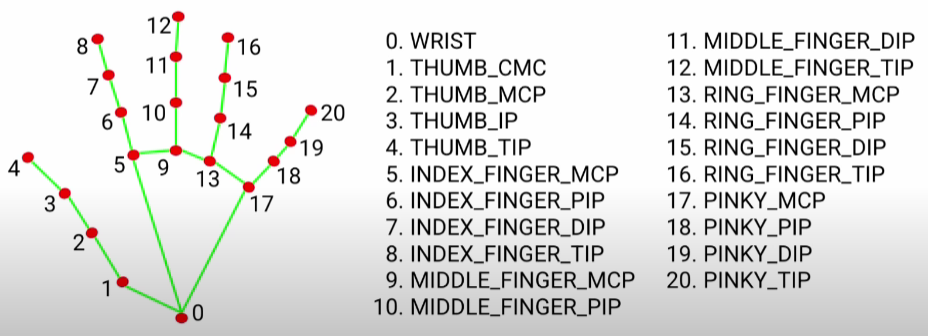 12
8
16
11
7
15
10
6
14
20
19
4
5
9
13
18
3
17
2
1
0
0. WRIST
1. THUMB_CMC
2. THUMB_MCP
3. THUMB_IP
4. THUMB_TIP
5. INDEX_FINGER_MCP
6. INDEX_FINGER_PIP
7. INDEX_FINGER_DIP
8. INDEX_FINGER_TIP
9. MIDDLE_FINGER_MCP
10. MIDDLE_FINGER_PIP
11. MIDDLE_FINGER_DIP
12. MIDDLE_FINGER_TIP
13. RING_FINGER_MCP
14. RING_FINGER_PIP
15. RING_FINGER_DIP
16. RING_FINGER_TIP
17. PINKY_MCP
18. PINKY_PIP
19. PINKY_DIP
20. PINKY_TIP